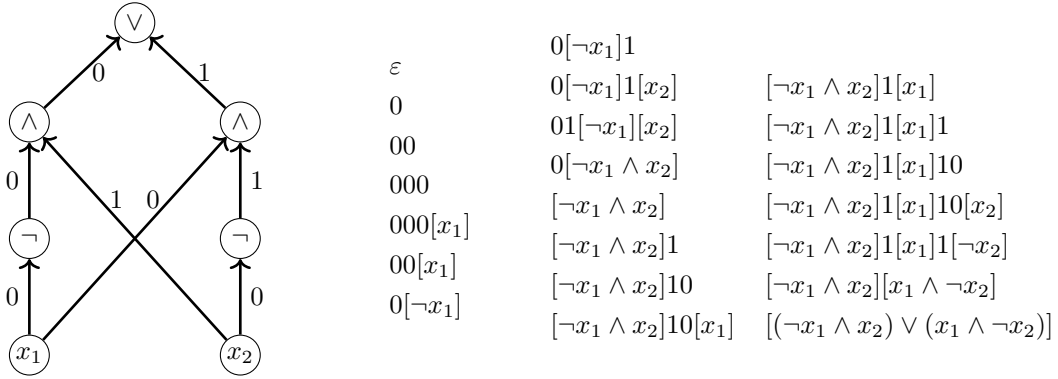 ∨
0 1
∧ ∧
0 1 0 1
¬ ¬
0 0
x₁ x₂
ε
0
00
000
000[x₁]
00[x₁]
0[¬x₁]
0[¬x₁]1
0[¬x₁]1[x₂]
01[¬x₁][x₂]
0[¬x₁ ∧ x₂]
[¬x₁ ∧ x₂]
[¬x₁ ∧ x₂]1
[¬x₁ ∧ x₂]10
[¬x₁ ∧ x₂]10[x₁]
[¬x₁ ∧ x₂]1[x₁]
[¬x₁ ∧ x₂]1[x₁]1
[¬x₁ ∧ x₂]1[x₁]10
[¬x₁ ∧ x₂]1[x₁]10[x₂]
[¬x₁ ∧ x₂]1[x₁]1[¬x₂]
[¬x₁ ∧ x₂][x₁ ∧ ¬x₂]
[(¬x₁ ∧ x₂) ∨ (x₁ ∧ ¬x₂)]